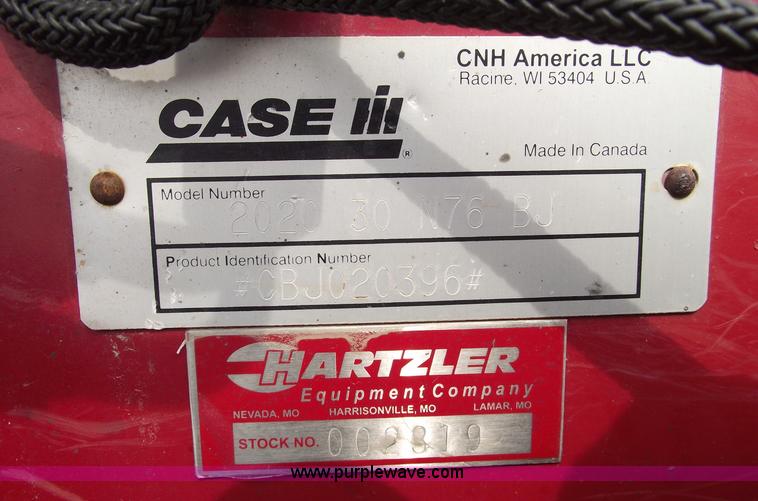 CNH America LLC
Racine, WI 53404 U.S.A.
CASE IH ®
Made In Canada
Model Number
2020 30 N76 BJ
Product Identification Number
#CBJ020396#
HARTZLER
Equipment Company
NEVADA, MO HARRISONVILLE, MO LAMAR, MO
STOCK NO. 002819
www.purplewave.com